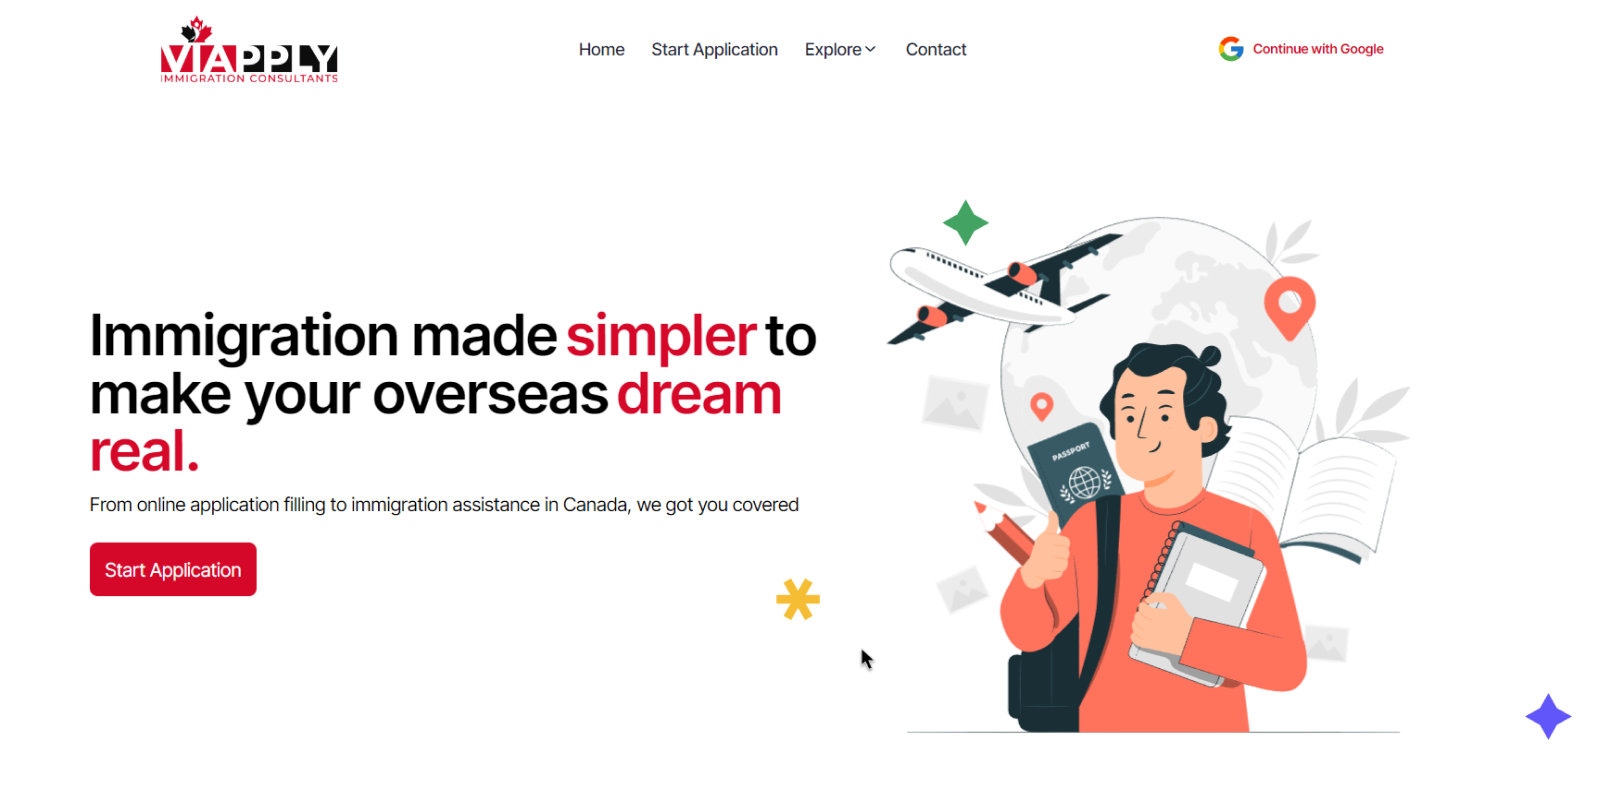 VIAPPLY
IMMIGRATION CONSULTANTS
Home Start Application Explore Contact
Continue with Google
Immigration made simpler to
make your overseas dream
real.
From online application filling to immigration assistance in Canada, we got you covered
Start Application
PASSPORT